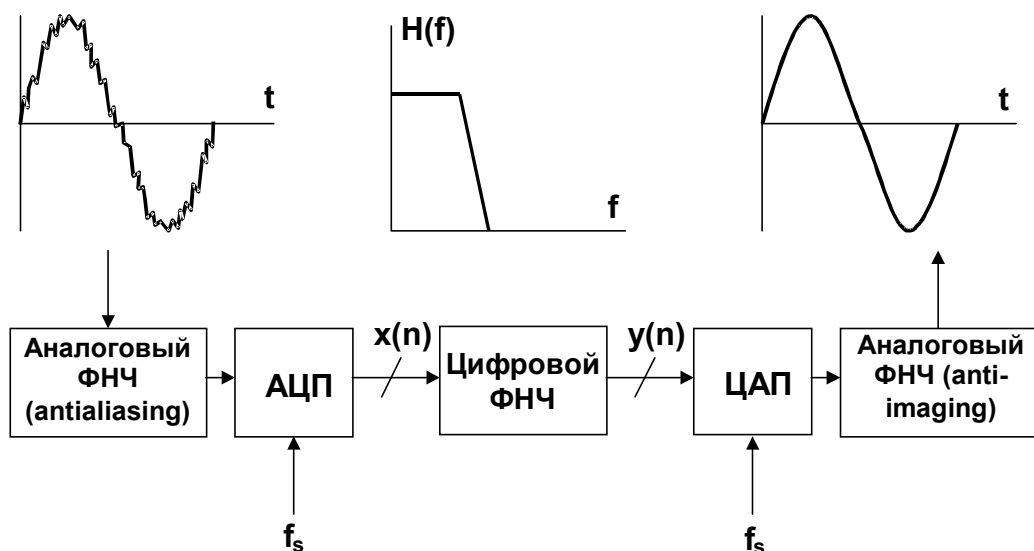 t
H(f)
f
t
Аналоговый
ФНЧ
(antialiasing)
АЦП
x(n)
Цифровой
ФНЧ
y(n)
ЦАП
Аналоговый
ФНЧ (anti-
imaging)
fs
fs